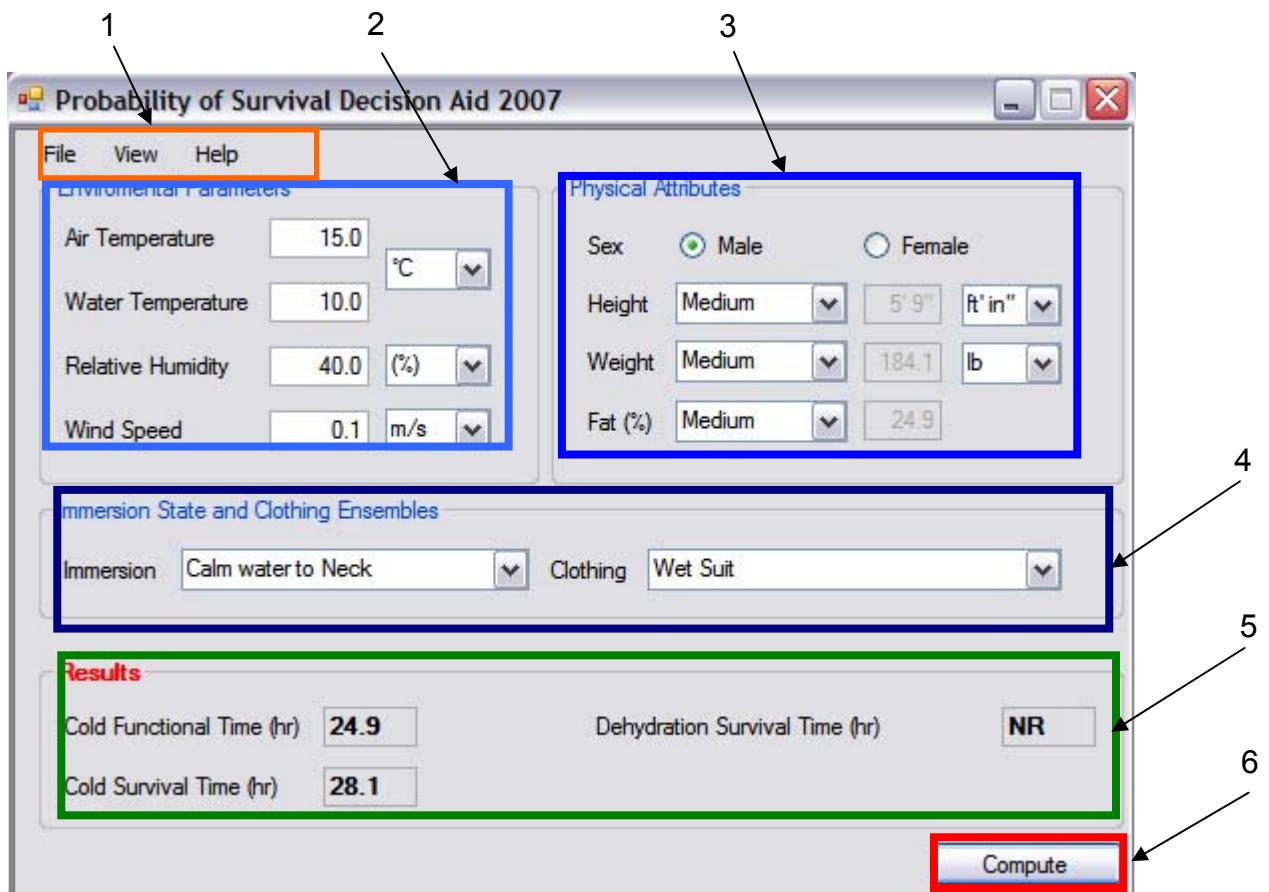 1 2 3
Probability of Survival Decision Aid 2007
File View Help
Enviromental Parameters
Air Temperature 15.0
°C
Water Temperature 10.0
Relative Humidity 40.0 (%)
Wind Speed 0.1 m/s
Physical Attributes
Sex Male Female
Height Medium 5' 9" ft' in"
Weight Medium 184.1 lb
Fat (%) Medium 24.9
4
Immersion State and Clothing Ensembles
Immersion Calm water to Neck Clothing Wet Suit
5
Results
Cold Functional Time (hr) 24.9 Dehydration Survival Time (hr) NR
Cold Survival Time (hr) 28.1
6
Compute